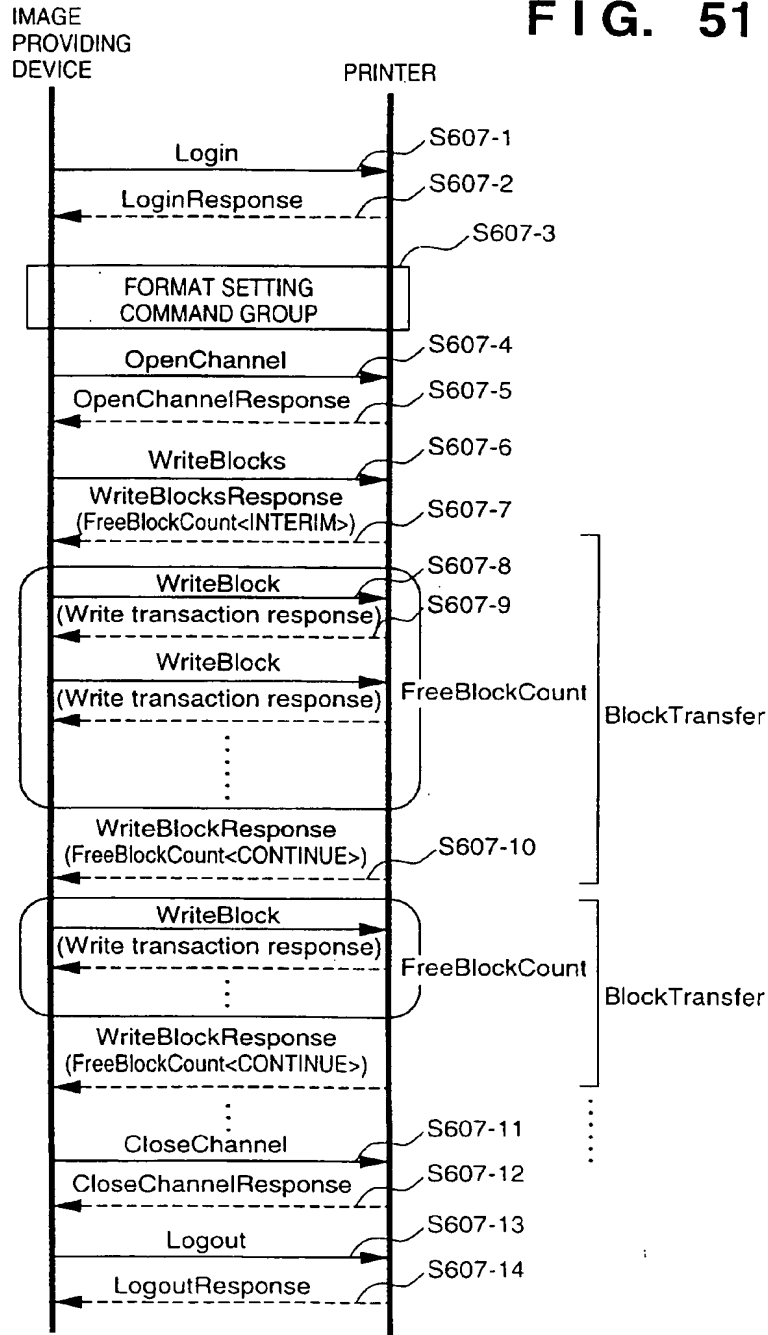 FIG. 51
IMAGE
PROVIDING
DEVICE
PRINTER
Login
S607-1
LoginResponse
S607-2
S607-3
FORMAT SETTING
COMMAND GROUP
OpenChannel
S607-4
OpenChannelResponse
S607-5
WriteBlocks
S607-6
WriteBlocksResponse
(FreeBlockCount<INTERIM>)
S607-7
WriteBlock
S607-8
(Write transaction response)
S607-9
WriteBlock
(Write transaction response)
FreeBlockCount
BlockTransfer
WriteBlockResponse
(FreeBlockCount<CONTINUE>)
S607-10
WriteBlock
(Write transaction response)
FreeBlockCount
BlockTransfer
WriteBlockResponse
(FreeBlockCount<CONTINUE>)
CloseChannel
S607-11
CloseChannelResponse
S607-12
Logout
S607-13
LogoutResponse
S607-14